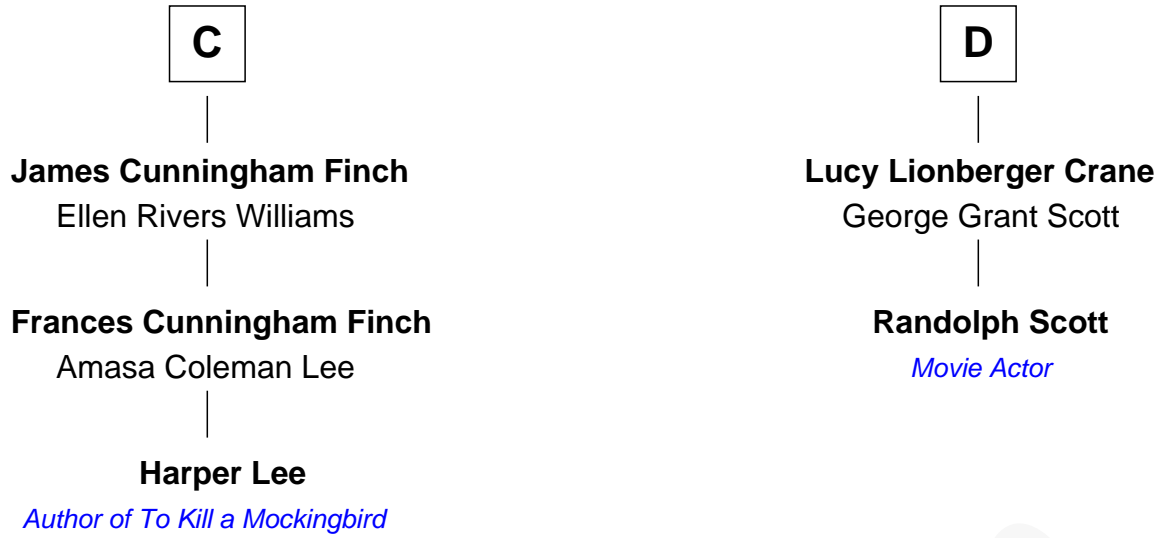 C
James Cunningham Finch
Ellen Rivers Williams
Frances Cunningham Finch
Amasa Coleman Lee
Harper Lee
Author of To Kill a Mockingbird
D
Lucy Lionberger Crane
George Grant Scott
Randolph Scott
Movie Actor